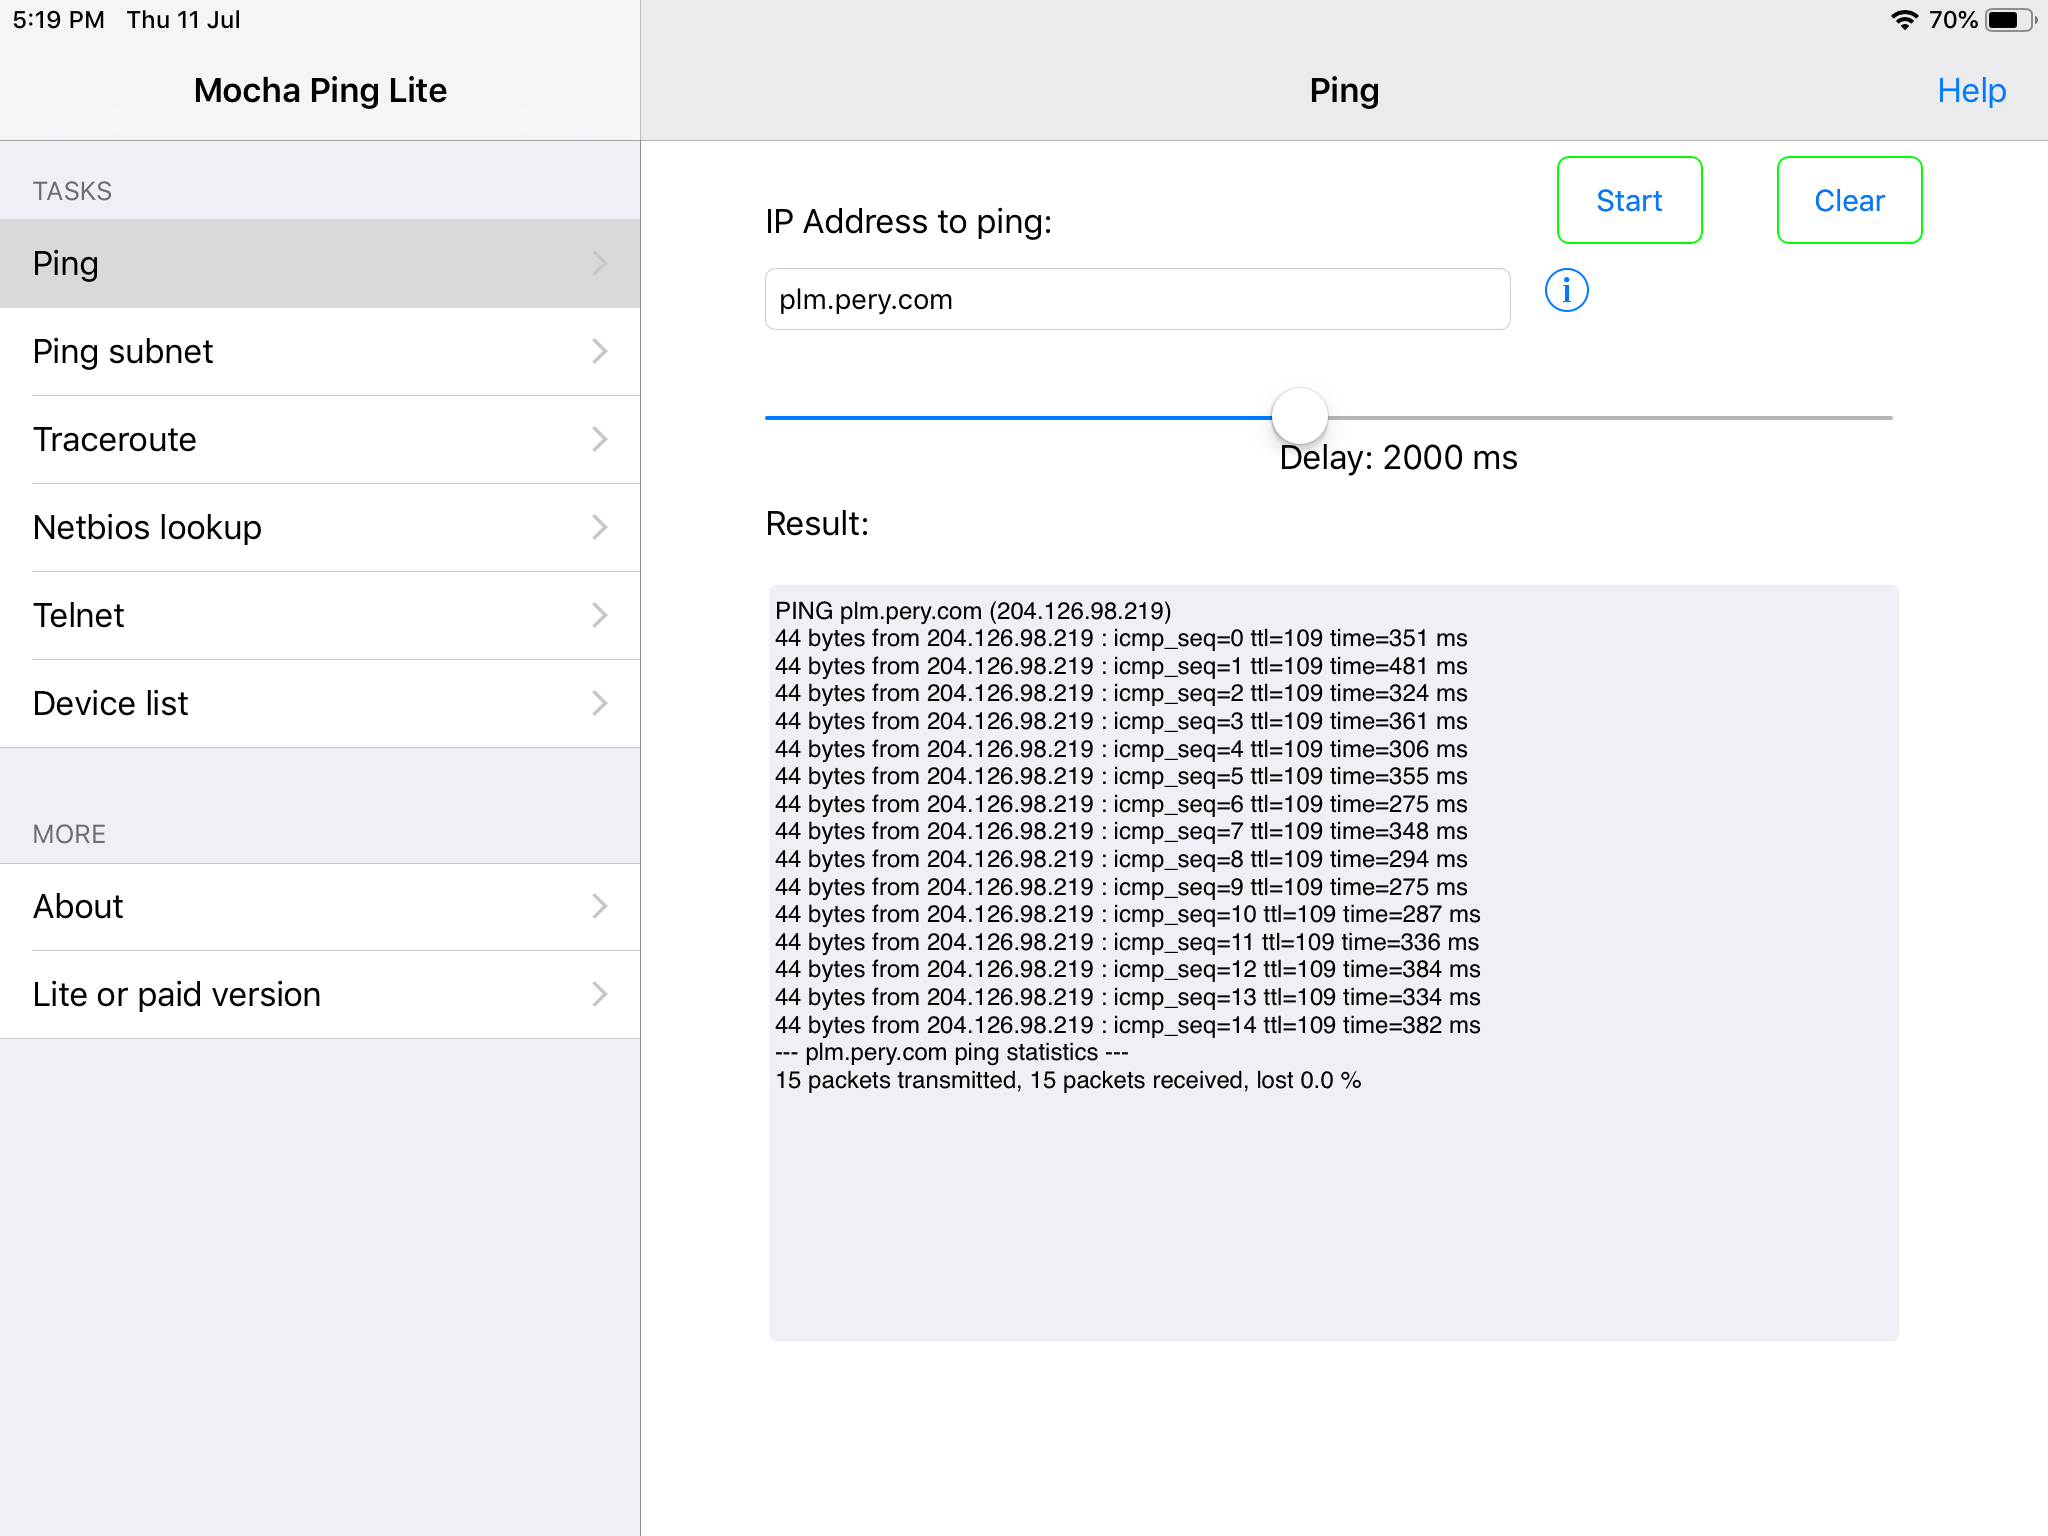 5:19 PM Thu 11 Jul
70%
Mocha Ping Lite
Ping
Help
TASKS
Ping
Ping subnet
Traceroute
Netbios lookup
Telnet
Device list
MORE
About
Lite or paid version
Start
Clear
IP Address to ping:
plm.pery.com
i
Delay: 2000 ms
Result:
PING plm.pery.com (204.126.98.219)
44 bytes from 204.126.98.219 : icmp_seq=0 ttl=109 time=351 ms
44 bytes from 204.126.98.219 : icmp_seq=1 ttl=109 time=481 ms
44 bytes from 204.126.98.219 : icmp_seq=2 ttl=109 time=324 ms
44 bytes from 204.126.98.219 : icmp_seq=3 ttl=109 time=361 ms
44 bytes from 204.126.98.219 : icmp_seq=4 ttl=109 time=306 ms
44 bytes from 204.126.98.219 : icmp_seq=5 ttl=109 time=355 ms
44 bytes from 204.126.98.219 : icmp_seq=6 ttl=109 time=275 ms
44 bytes from 204.126.98.219 : icmp_seq=7 ttl=109 time=348 ms
44 bytes from 204.126.98.219 : icmp_seq=8 ttl=109 time=294 ms
44 bytes from 204.126.98.219 : icmp_seq=9 ttl=109 time=275 ms
44 bytes from 204.126.98.219 : icmp_seq=10 ttl=109 time=287 ms
44 bytes from 204.126.98.219 : icmp_seq=11 ttl=109 time=336 ms
44 bytes from 204.126.98.219 : icmp_seq=12 ttl=109 time=384 ms
44 bytes from 204.126.98.219 : icmp_seq=13 ttl=109 time=334 ms
44 bytes from 204.126.98.219 : icmp_seq=14 ttl=109 time=382 ms
--- plm.pery.com ping statistics ---
15 packets transmitted, 15 packets received, lost 0.0 %